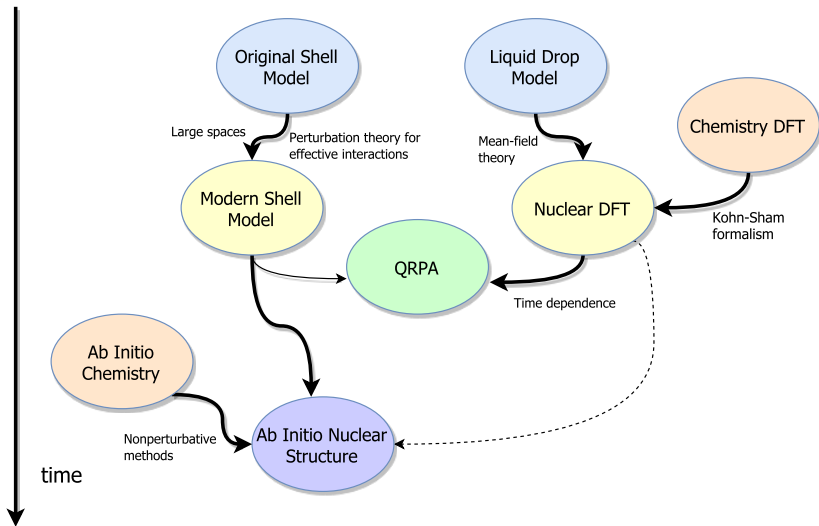 Original Shell
Model
Liquid Drop
Model
Chemistry DFT
Large spaces
Perturbation theory for
effective interactions
Mean-field
theory
Modern Shell
Model
Nuclear DFT
Kohn-Sham
formalism
QRPA
Time dependence
Ab Initio
Chemistry
Nonperturbative
methods
Ab Initio Nuclear
Structure
time